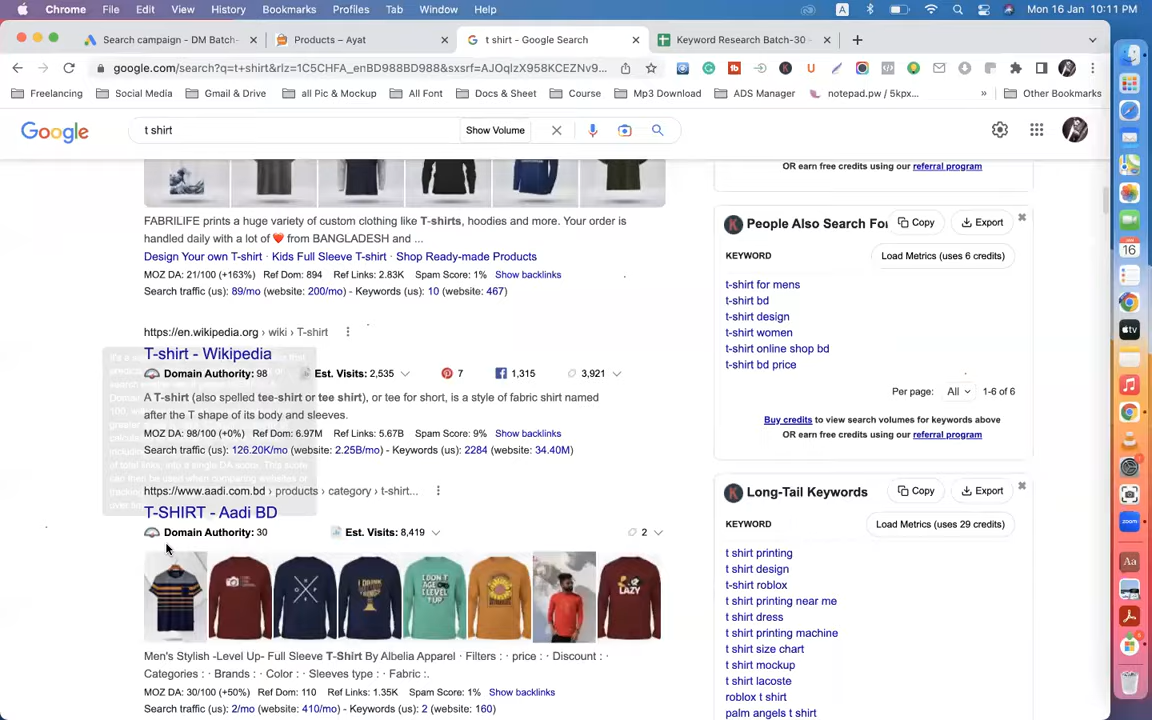 Chrome File Edit View History Bookmarks Profiles Tab Window Help A Mon 16 Jan 10:11 PM
Search campaign - DM Batch- Products – Ayat t shirt - Google Search Keyword Research Batch-30 -
google.com/search?q=t+shirt&rlz=1C5CHFA_enBD988BD98
Freelancing Social Media Gmail & Drive all Pic & Mockup All Font Docs & Sheet Course Mp3 Download ADS Manager notepad.pw / 5kpx... » Other Bookmarks
Google t shirt Show Volume
FABRILIFE prints a huge variety of custom clothing like T-shirts, hoodies and more. Your order is
handled daily with a lot of ❤️ from BANGLADESH and ...
Design Your own T-shirt · Kids Full Sleeve T-shirt · Shop Ready-made Products
MOZ DA: 21/100 (+163%) Ref Dom: 894 Ref Links: 2.83K Spam Score: 1% Show backlinks
Search traffic (us): 89/mo (website: 200/mo) - Keywords (us): 10 (website: 467)
https://en.wikipedia.org › wiki › T-shirt
T-shirt - Wikipedia
Domain Authority: 98 Est. Visits: 2,535 7 1,315 3,921
A T-shirt (also spelled tee-shirt or tee shirt), or tee for short, is a style of fabric shirt named
after the T shape of its body and sleeves.
MOZ DA: 98/100 (+0%) Ref Dom: 6.97M Ref Links: 5.67B Spam Score: 9% Show backlinks
Search traffic (us): 126.20K/mo (website: 2.25B/mo) - Keywords (us): 2284 (website: 34.40M)
https://www.aadi.com.bd › products › category › t-shirt...
T-SHIRT - Aadi BD
Domain Authority: 30 Est. Visits: 8,419 2
LAZY
Men's Stylish -Level Up- Full Sleeve T-Shirt By Albelia Apparel · Filters : · price : · Discount : ·
Categories : · Brands : · Color : · Sleeves type : · Fabric :.
MOZ DA: 30/100 (+50%) Ref Dom: 110 Ref Links: 1.35K Spam Score: 1% Show backlinks
Search traffic (us): 2/mo (website: 410/mo) - Keywords (us): 2 (website: 160)
OR earn free credits using our referral program
People Also Search For Copy Export
KEYWORD Load Metrics (uses 6 credits)
t-shirt for mens
t-shirt bd
t-shirt design
t-shirt women
t-shirt online shop bd
t-shirt bd price
Per page: All 1-6 of 6
Buy credits to view search volumes for keywords above
OR earn free credits using our referral program
Long-Tail Keywords Copy Export
KEYWORD Load Metrics (uses 29 credits)
t shirt printing
t shirt design
t-shirt roblox
t shirt printing near me
t shirt dress
t shirt printing machine
t shirt size chart
t shirt mockup
t shirt lacoste
roblox t shirt
palm angels t shirt